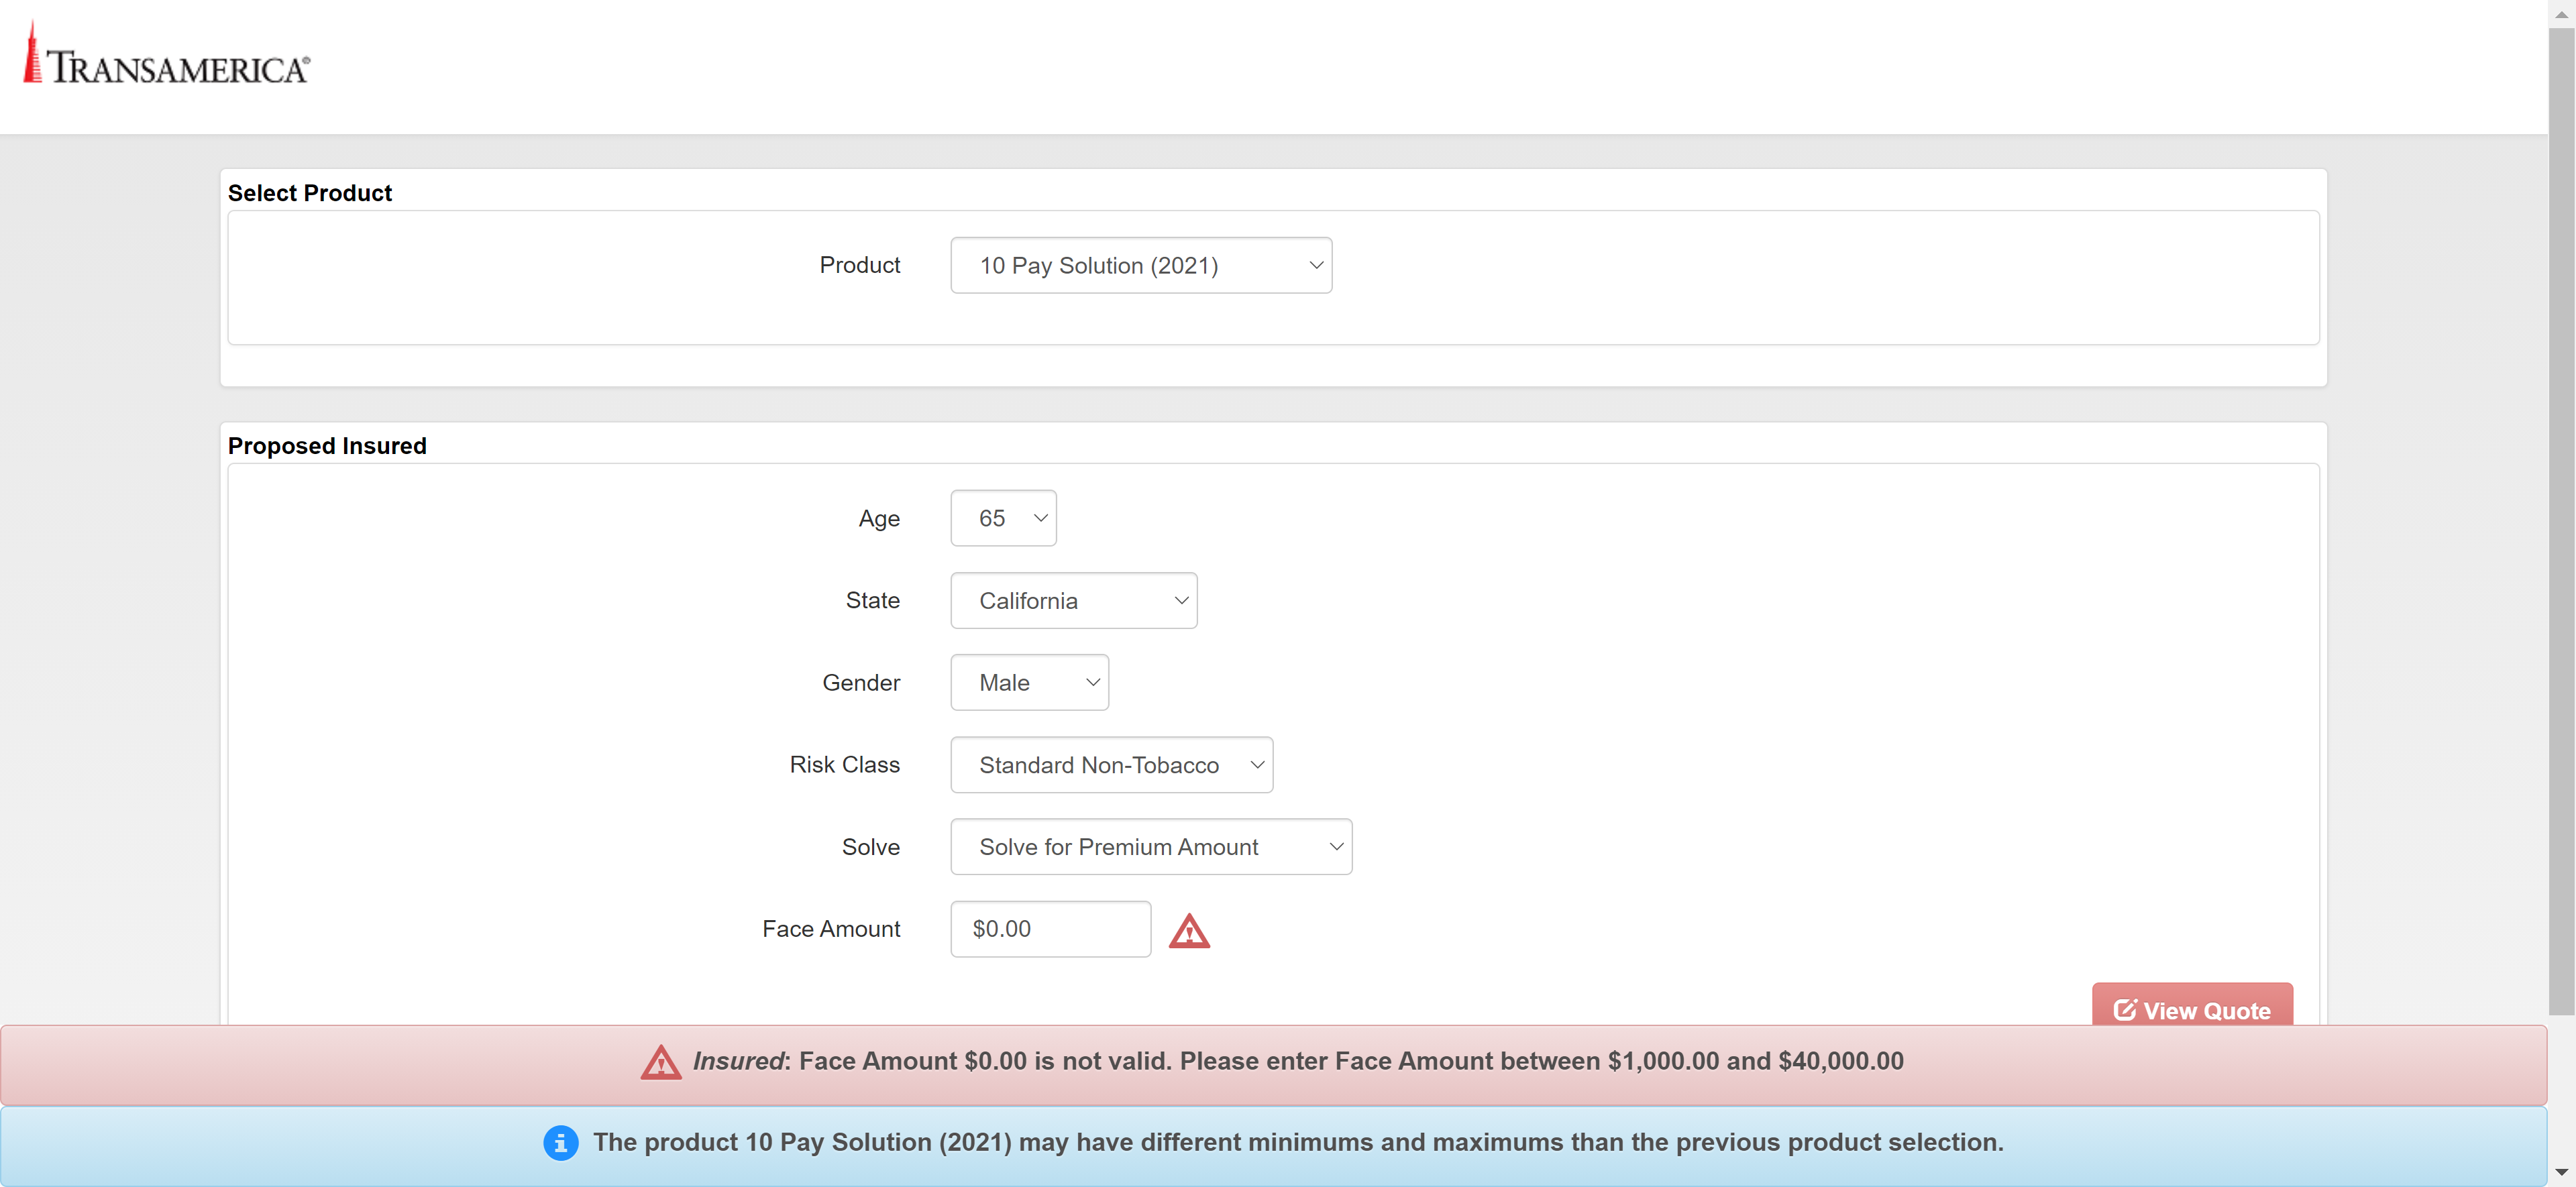 TRANSAMERICA®
Select Product
Product
10 Pay Solution (2021)
Proposed Insured
Age
65
State
California
Gender
Male
Risk Class
Standard Non-Tobacco
Solve
Solve for Premium Amount
Face Amount
$0.00
View Quote
Insured: Face Amount $0.00 is not valid. Please enter Face Amount between $1,000.00 and $40,000.00
The product 10 Pay Solution (2021) may have different minimums and maximums than the previous product selection.